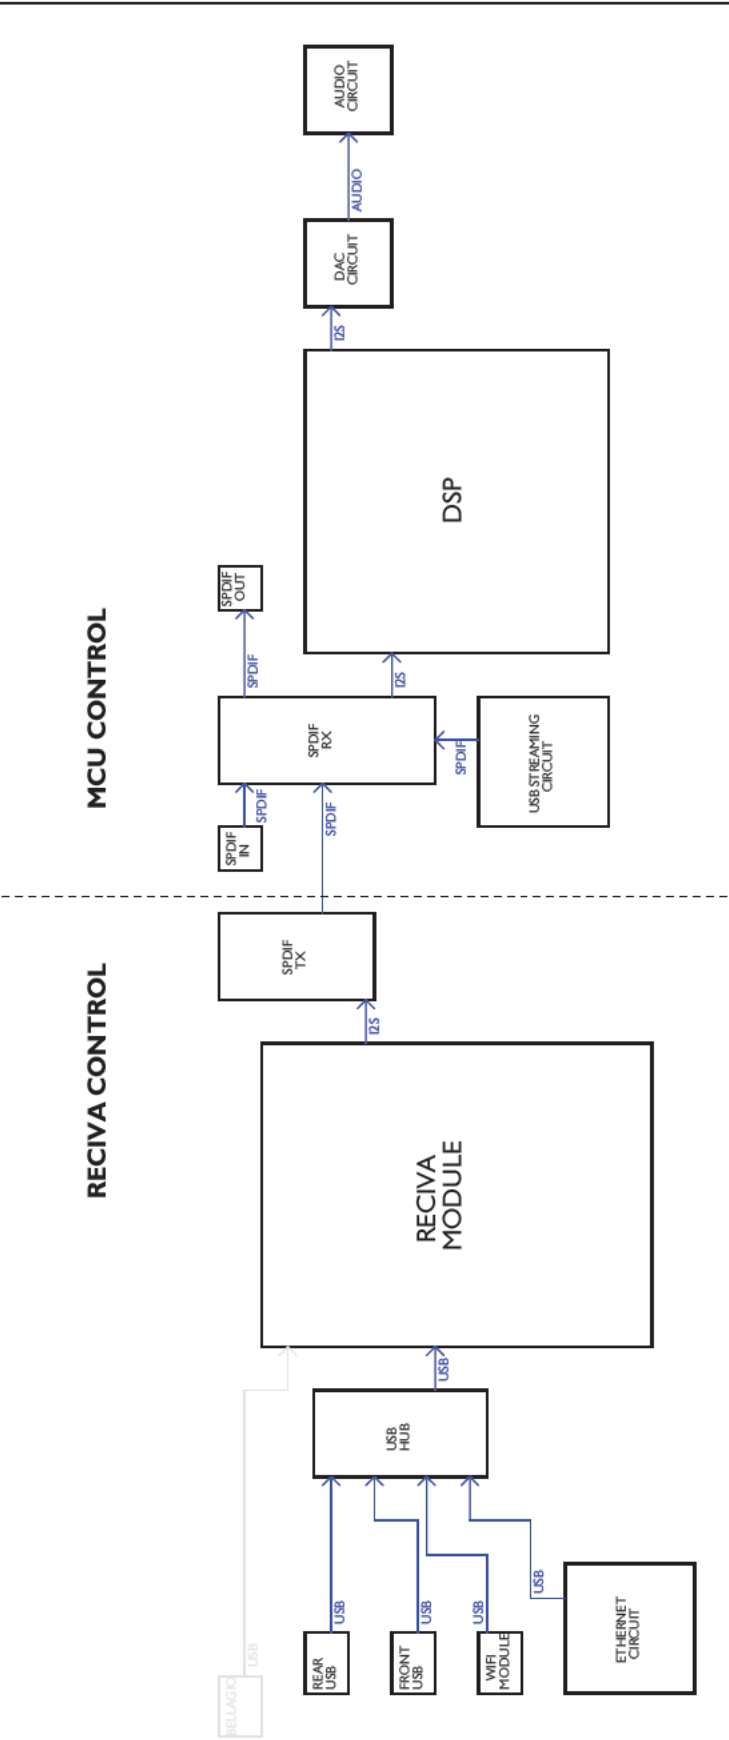 RECIVA CONTROL
MCU CONTROL
BELLAGIO
USB
REAR
USB
USB
FRONT
USB
USB
WIFI
MODULE
USB
ETHERNET
CIRCUIT
USB
USB
HUB
USB
RECIVA
MODULE
I2S
SPDIF
TX
SPDIF
SPDIF
IN
SPDIF
SPDIF
RX
SPDIF
SPDIF
OUT
USB STREAMING
CIRCUIT
SPDIF
I2S
DSP
I2S
DAC
CIRCUIT
AUDIO
AUDIO
CIRCUIT